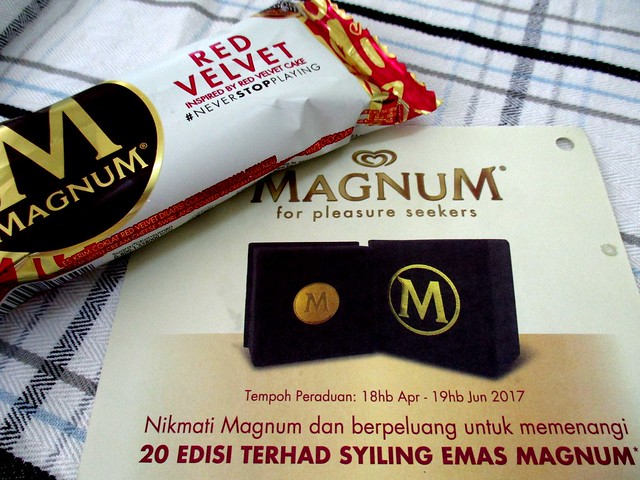 RED
VELVET
INSPIRED BY RED VELVET CAKE
#NEVERSTOPPLAYING
M
MAGNUM®
MAGNUM®
for pleasure seekers
M
M
Tempoh Peraduan: 18hb Apr - 19hb Jun 2017
Nikmati Magnum dan berpeluang untuk memenangi
20 EDISI TERHAD SYILING EMAS MAGNUM*